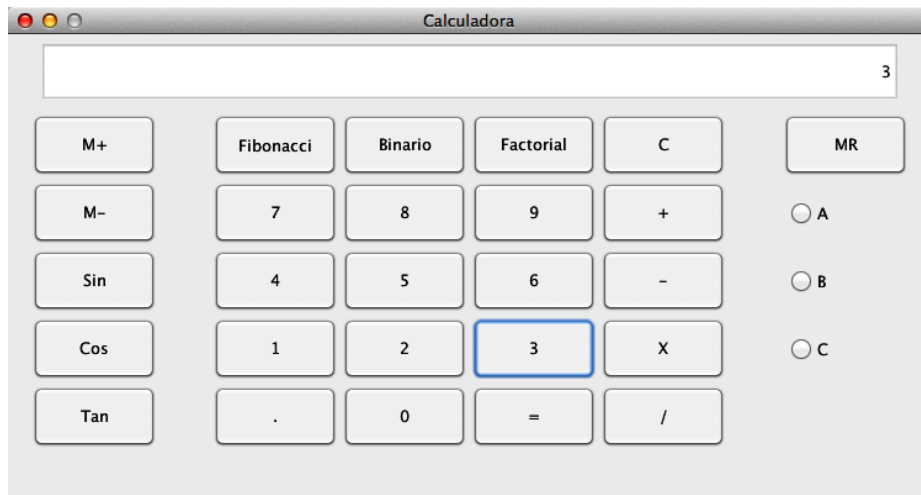 Calculadora
3
M+ Fibonacci Binario Factorial C MR
M- 7 8 9 + A
Sin 4 5 6 - B
Cos 1 2 3 X C
Tan . 0 = /